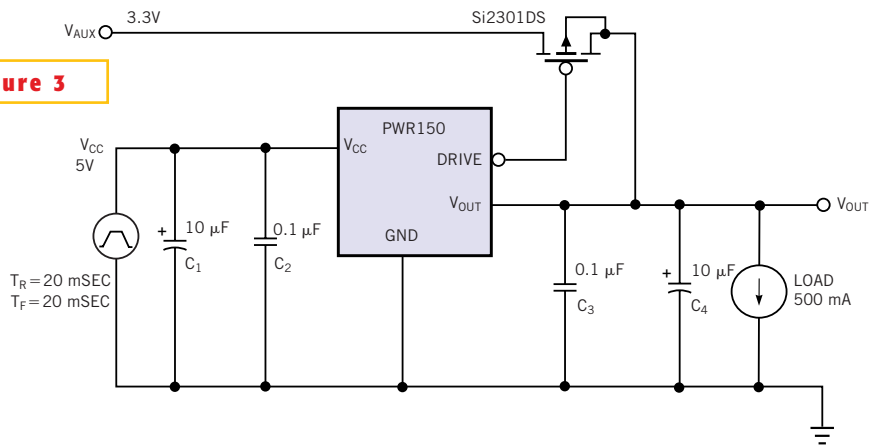 3.3V
Si2301DS
VAUX
ure 3
PWR150
VCC
5V
VCC
DRIVE
VOUT
GND
VOUT
+
10 µF
C1
0.1 µF
C2
0.1 µF
C3
+
10 µF
C4
LOAD
500 mA
TR=20 mSEC
TF=20 mSEC